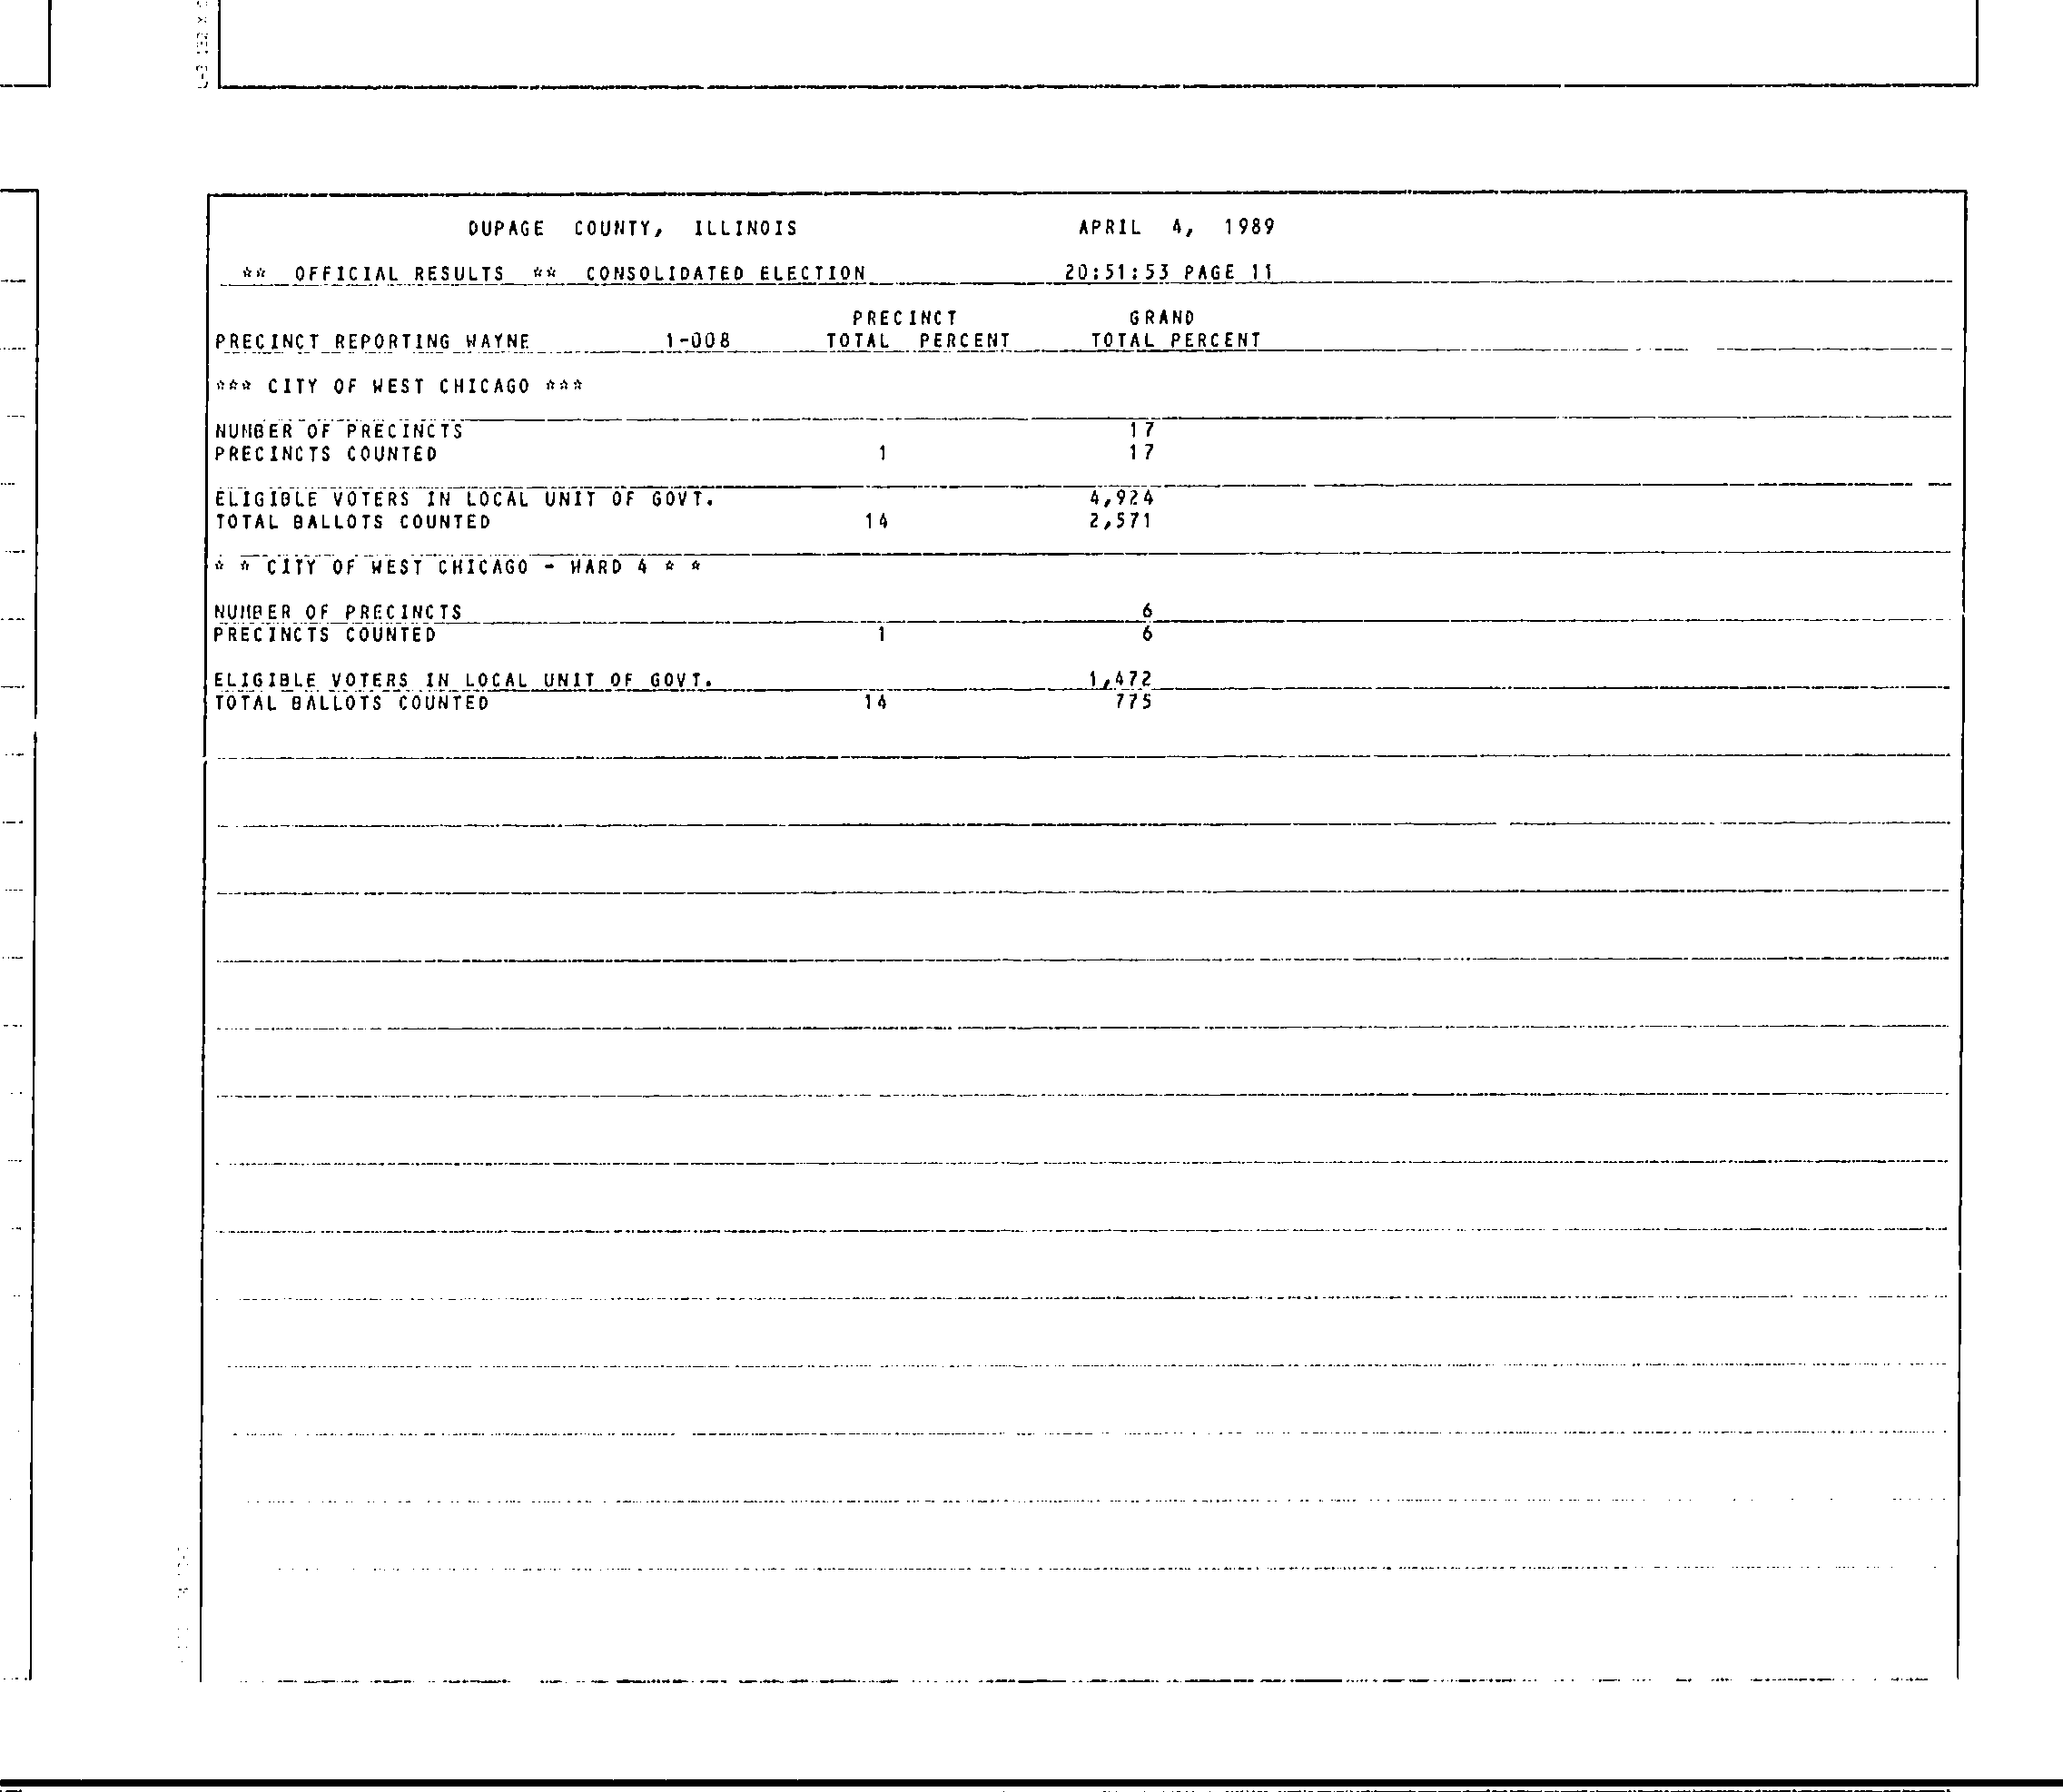 DUPAGE COUNTY, ILLINOIS APRIL 4, 1989
** OFFICIAL RESULTS ** CONSOLIDATED ELECTION 20:51:53 PAGE 11
PRECINCT GRAND
PRECINCT REPORTING WAYNE 1-008 TOTAL PERCENT TOTAL PERCENT
*** CITY OF WEST CHICAGO ***
NUMBER OF PRECINCTS 17
PRECINCTS COUNTED 1 17
ELIGIBLE VOTERS IN LOCAL UNIT OF GOVT. 4,924
TOTAL BALLOTS COUNTED 14 2,571
* * CITY OF WEST CHICAGO - WARD 4 * *
NUMBER OF PRECINCTS 6
PRECINCTS COUNTED 1 6
ELIGIBLE VOTERS IN LOCAL UNIT OF GOVT. 1,472
TOTAL BALLOTS COUNTED 14 775